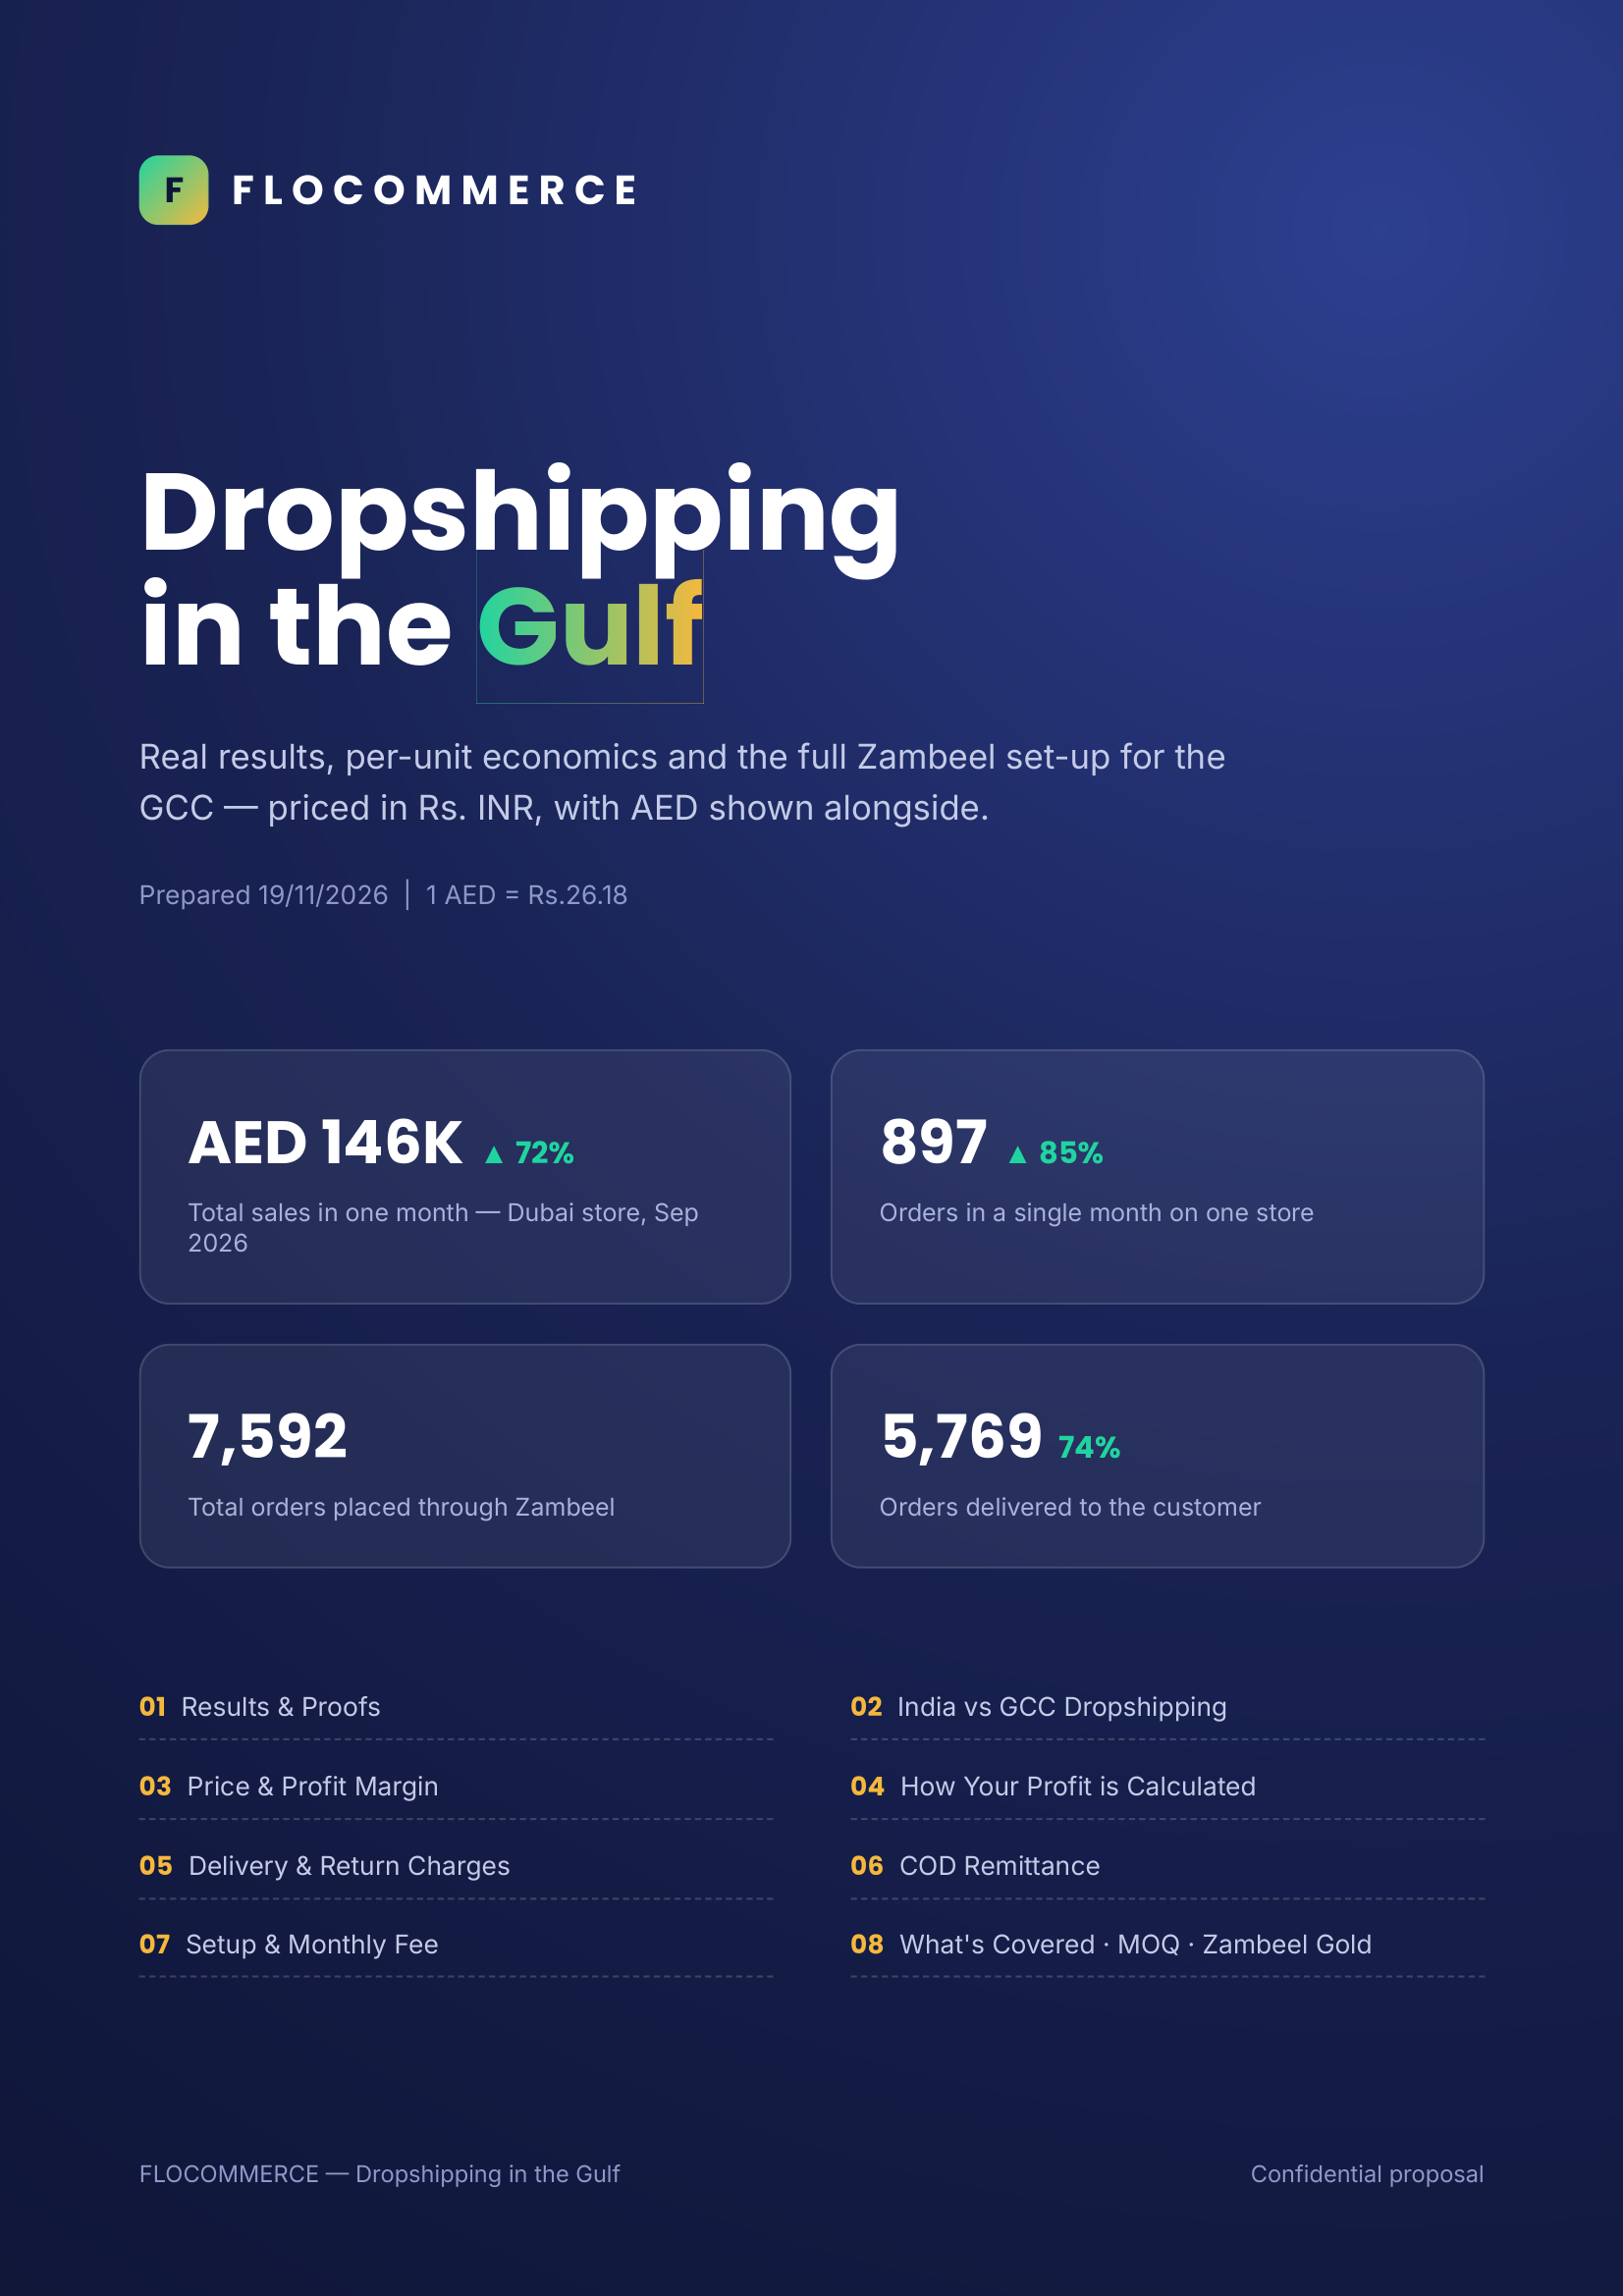 F FLOCOMMERCE
Dropshipping
in the Gulf
Real results, per-unit economics and the full Zambeel set-up for the
GCC — priced in Rs. INR, with AED shown alongside.
Prepared 19/11/2026 | 1 AED = Rs.26.18
AED 146K ▲ 72%
Total sales in one month — Dubai store, Sep
2026
897 ▲ 85%
Orders in a single month on one store
7,592
Total orders placed through Zambeel
5,769 74%
Orders delivered to the customer
01 Results & Proofs
02 India vs GCC Dropshipping
03 Price & Profit Margin
04 How Your Profit is Calculated
05 Delivery & Return Charges
06 COD Remittance
07 Setup & Monthly Fee
08 What's Covered · MOQ · Zambeel Gold
FLOCOMMERCE — Dropshipping in the Gulf
Confidential proposal